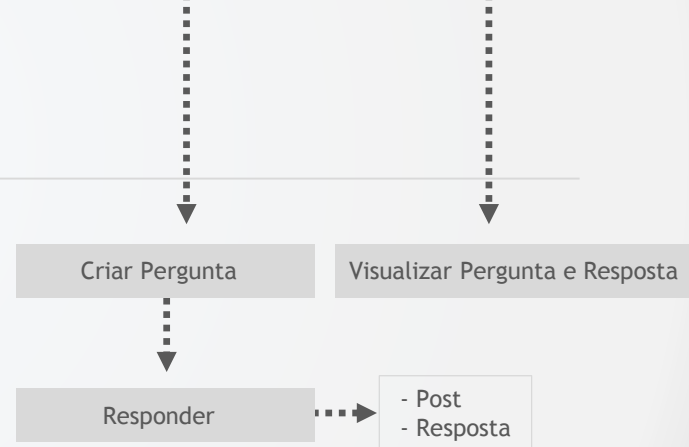 Criar Pergunta
Visualizar Pergunta e Resposta
Responder
- Post
- Resposta